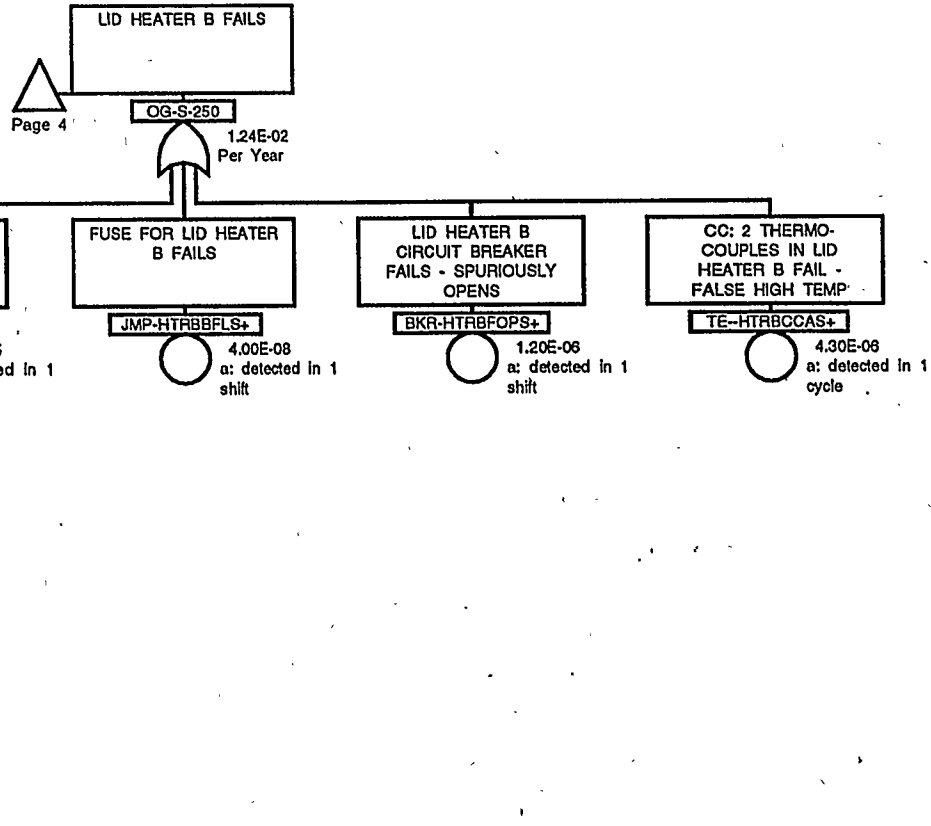 LID HEATER B FAILS
Page 4
OG-S-250
1.24E-02
Per Year
FUSE FOR LID HEATER
B FAILS
JMP-HTRBBFLS+
4.00E-08
a: detected in 1
shift
LID HEATER B
CIRCUIT BREAKER
FAILS - SPURIOUSLY
OPENS
BKR-HTRBFOPS+
1.20E-06
a: detected in 1
shift
CC: 2 THERMO-
COUPLES IN LID
HEATER B FAIL -
FALSE HIGH TEMP
TE--HTRBCCAS+
4.30E-06
a: detected in 1
cycle
ed in 1